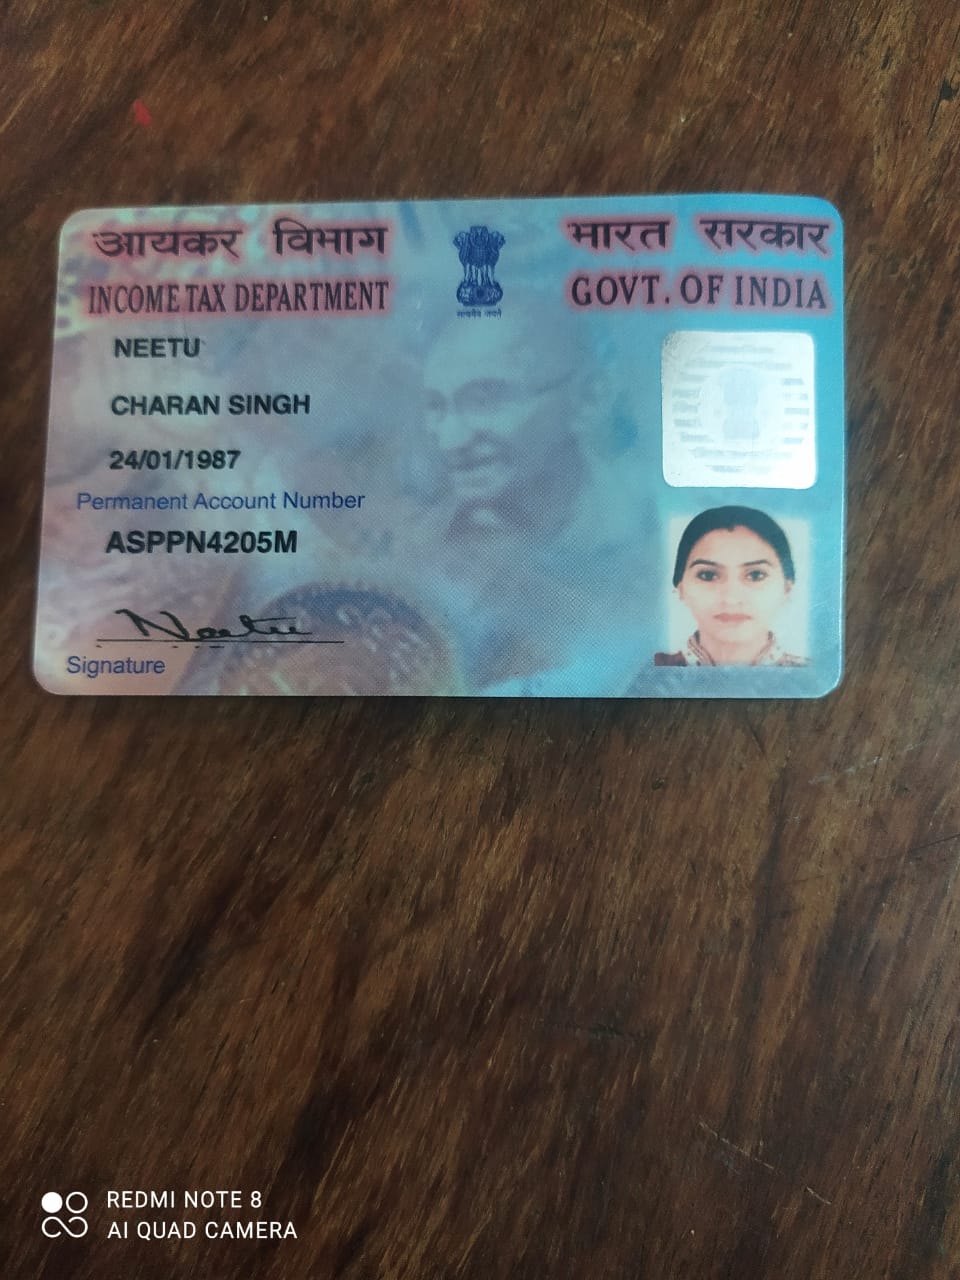 आयकर विभाग
INCOME TAX DEPARTMENT
सत्यमेव जयते
भारत सरकार
GOVT. OF INDIA
NEETU
CHARAN SINGH
24/01/1987
Permanent Account Number
ASPPN4205M
Neetu
Signature
REDMI NOTE 8
AI QUAD CAMERA